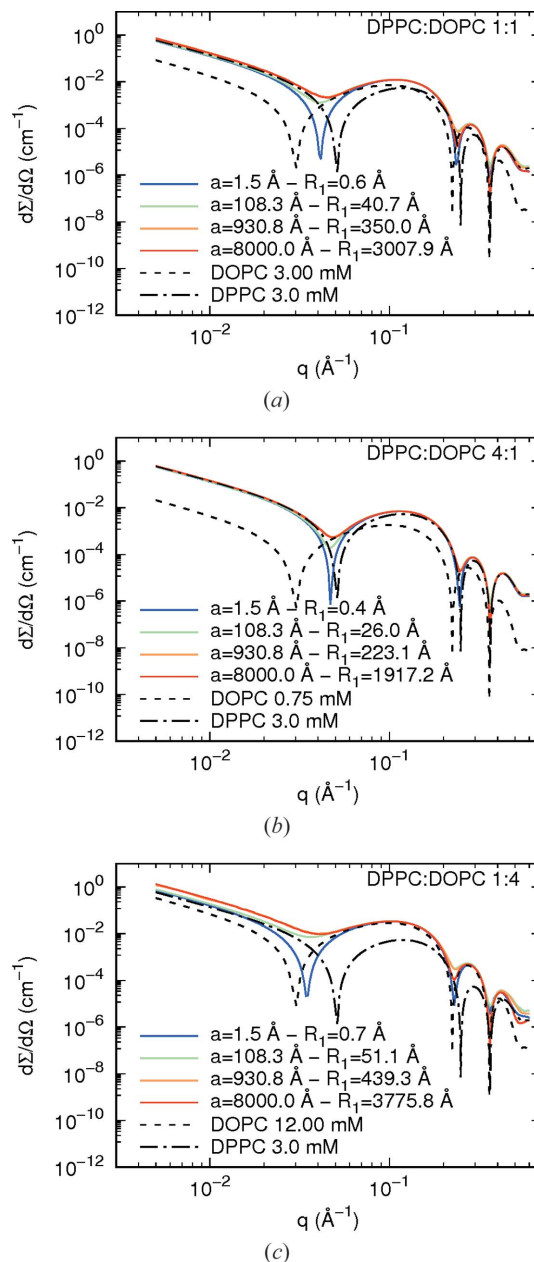 DPPC:DOPC 1:1
10⁰
10⁻²
10⁻⁴
10⁻⁶
10⁻⁸
10⁻¹⁰
10⁻¹²
dΣ/dΩ (cm⁻¹)
a=1.5 Å − R₁=0.6 Å
a=108.3 Å − R₁=40.7 Å
a=930.8 Å − R₁=350.0 Å
a=8000.0 Å − R₁=3007.9 Å
DOPC 3.00 mM
DPPC 3.0 mM
10⁻² 10⁻¹
q (Å⁻¹)
(a)
DPPC:DOPC 4:1
10⁰
10⁻²
10⁻⁴
10⁻⁶
10⁻⁸
10⁻¹⁰
10⁻¹²
dΣ/dΩ (cm⁻¹)
a=1.5 Å − R₁=0.4 Å
a=108.3 Å − R₁=26.0 Å
a=930.8 Å − R₁=223.1 Å
a=8000.0 Å − R₁=1917.2 Å
DOPC 0.75 mM
DPPC 3.0 mM
10⁻² 10⁻¹
q (Å⁻¹)
(b)
DPPC:DOPC 1:4
10⁰
10⁻²
10⁻⁴
10⁻⁶
10⁻⁸
10⁻¹⁰
10⁻¹²
dΣ/dΩ (cm⁻¹)
a=1.5 Å − R₁=0.7 Å
a=108.3 Å − R₁=51.1 Å
a=930.8 Å − R₁=439.3 Å
a=8000.0 Å − R₁=3775.8 Å
DOPC 12.00 mM
DPPC 3.0 mM
10⁻² 10⁻¹
q (Å⁻¹)
(c)